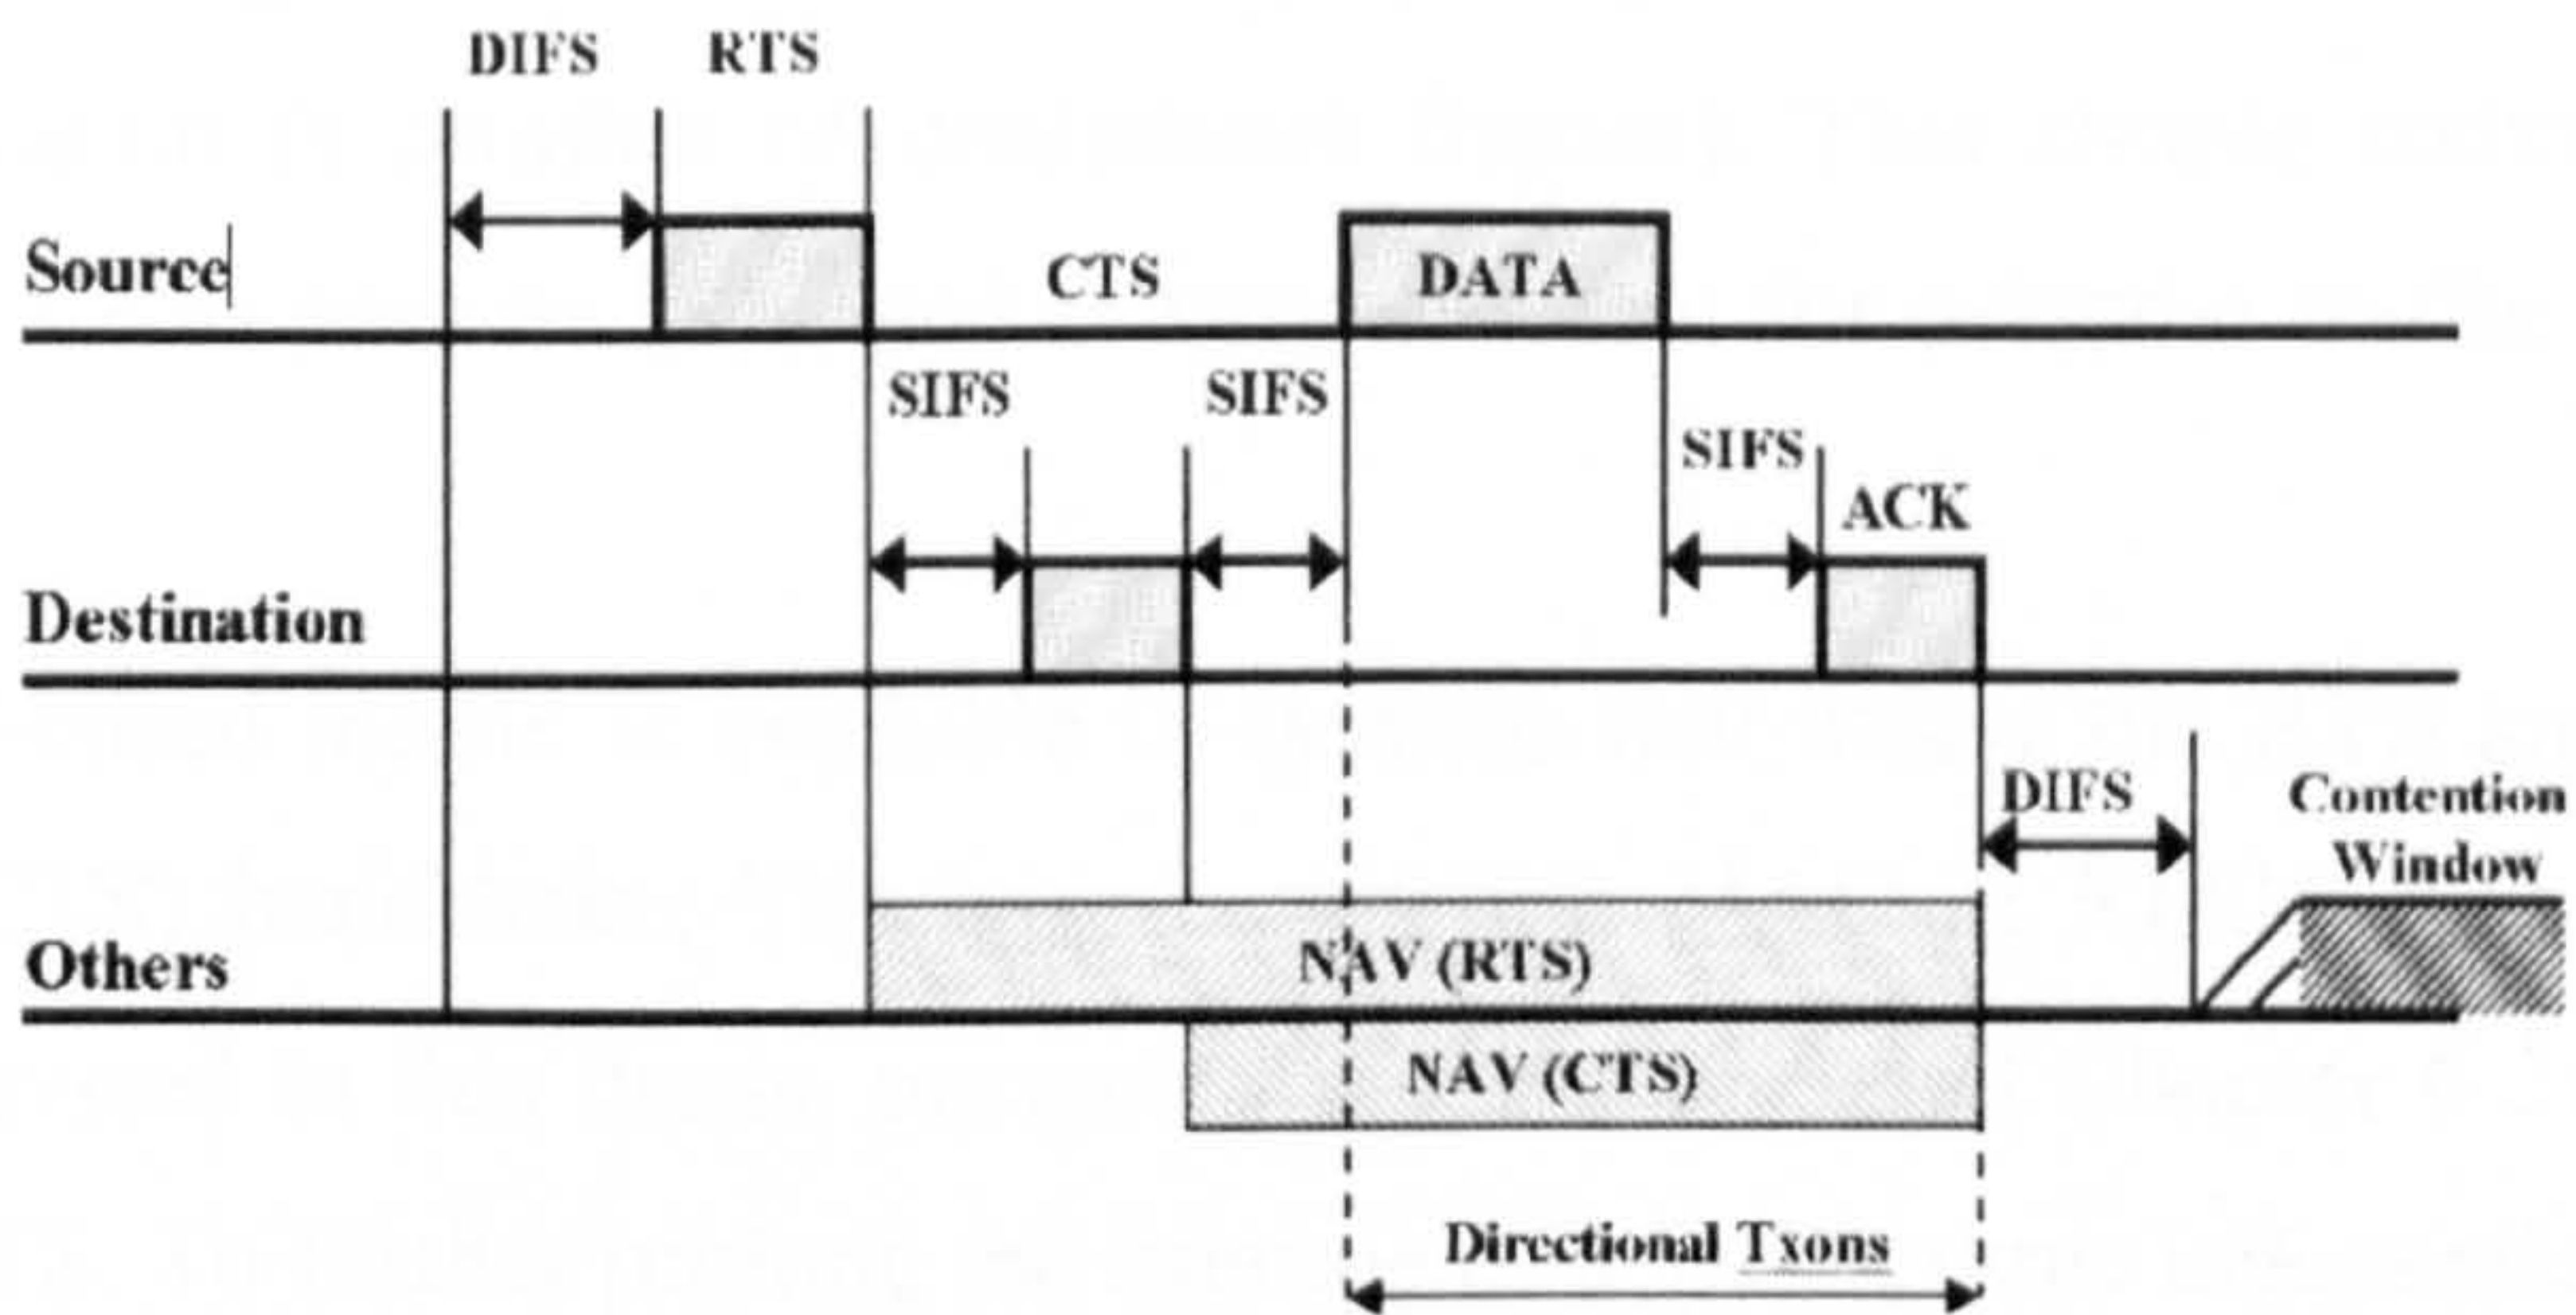 DIFS RTS
Source
CTS
DATA
SIFS
SIFS
SIFS
ACK
Destination
DIFS
Contention
Window
Others
NAV (RTS)
NAV (CTS)
Directional Txons